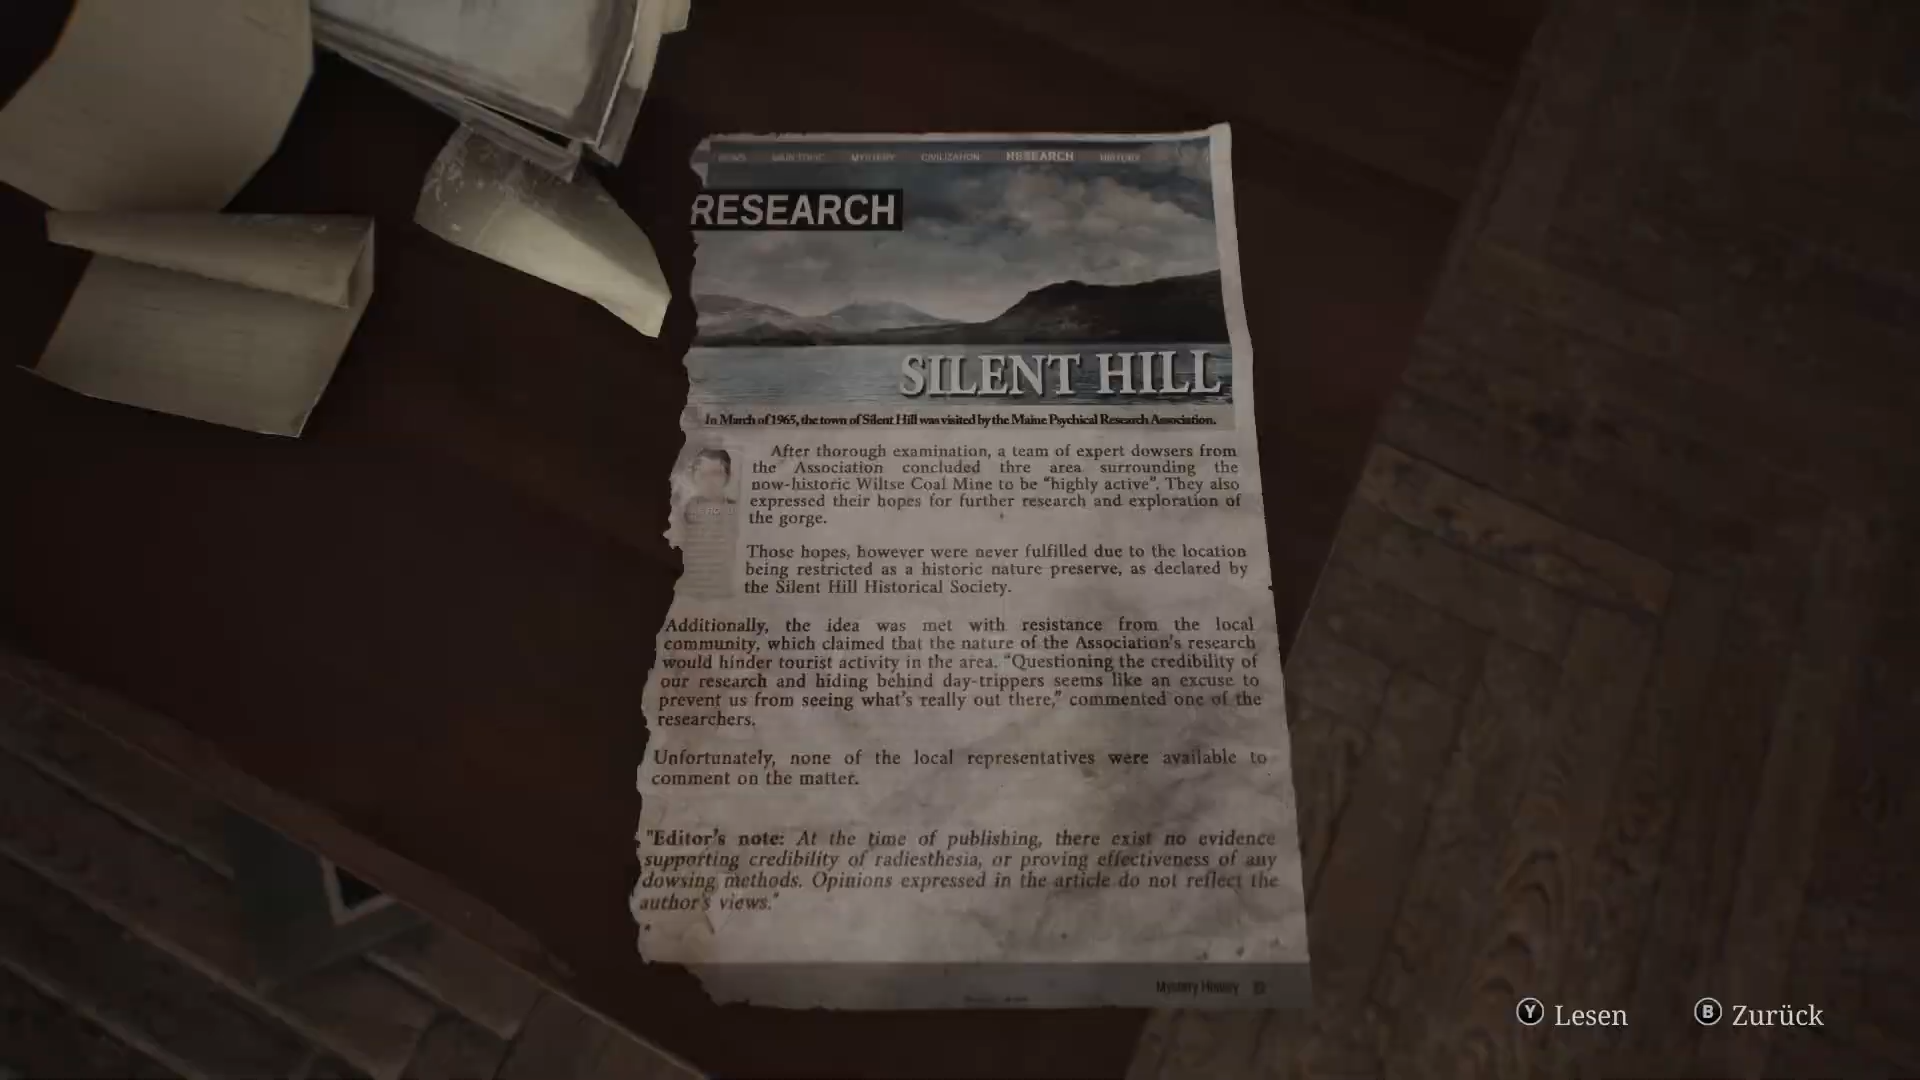 NEWS MAIN TOPIC MYSTERY CIVILIZATION RESEARCH HISTORY
RESEARCH
SILENT HILL
In March of 1965, the town of Silent Hill was visited by the Maine Psychical Research Association.
After thorough examination, a team of expert dowsers from
the Association concluded thre area surrounding the
now-historic Wiltse Coal Mine to be “highly active”. They also
expressed their hopes for further research and exploration of
the gorge.
Those hopes, however were never fulfilled due to the location
being restricted as a historic nature preserve, as declared by
the Silent Hill Historical Society.
Additionally, the idea was met with resistance from the local
community, which claimed that the nature of the Association's research
would hinder tourist activity in the area. “Questioning the credibility of
our research and hiding behind day-trippers seems like an excuse to
prevent us from seeing what's really out there,” commented one of the
researchers.
Unfortunately, none of the local representatives were available to
comment on the matter.
"Editor's note: At the time of publishing, there exist no evidence
supporting credibility of radiesthesia, or proving effectiveness of any
dowsing methods. Opinions expressed in the article do not reflect the
author's views."
Mystery History
Y Lesen B Zurück